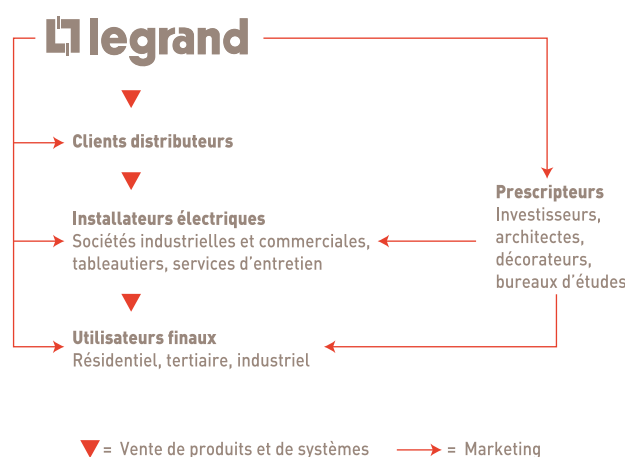 legrand
Clients distributeurs
Installateurs électriques
Sociétés industrielles et commerciales,
tableautiers, services d'entretien
Prescripteurs
Investisseurs,
architectes,
décorateurs,
bureaux d'études
Utilisateurs finaux
Résidentiel, tertiaire, industriel
= Vente de produits et de systèmes
= Marketing